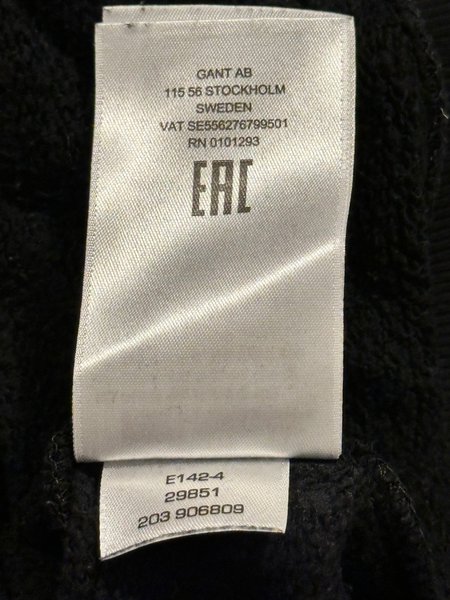 GANT AB
115 56 STOCKHOLM
SWEDEN
VAT SE556276799501
RN 0101293
EAC
E142-4
29851
203 906809